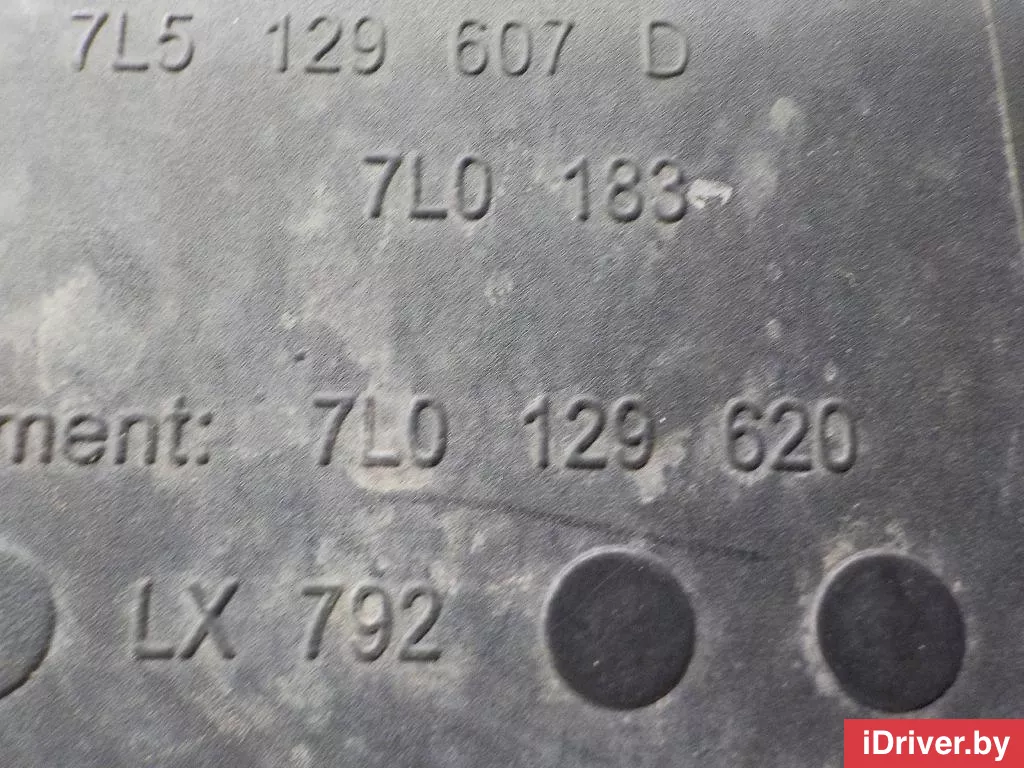 7L5 129 607 D
7L0 183
ment: 7L0 129 620
LX 792
iDriver.by